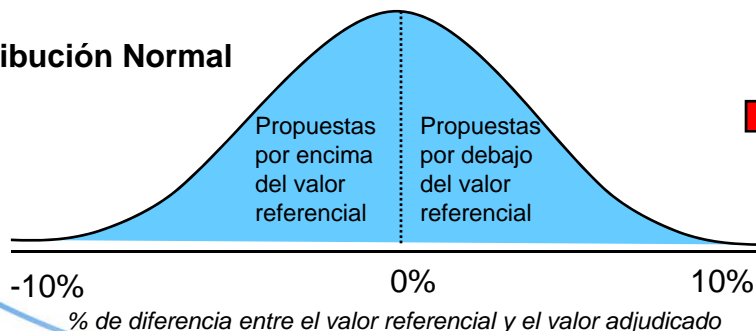 ibución Normal
Propuestas
por encima
del valor
referencial
Propuestas
por debajo
del valor
referencial
-10%
0%
10%
% de diferencia entre el valor referencial y el valor adjudicado